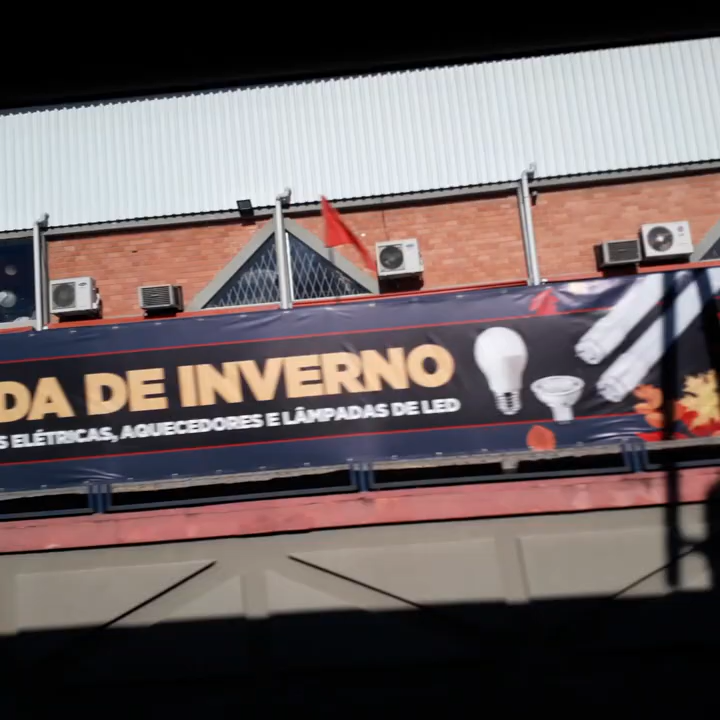 DA DE INVERNO
S ELÉTRICAS, AQUECEDORES E LÂMPADAS DE LED